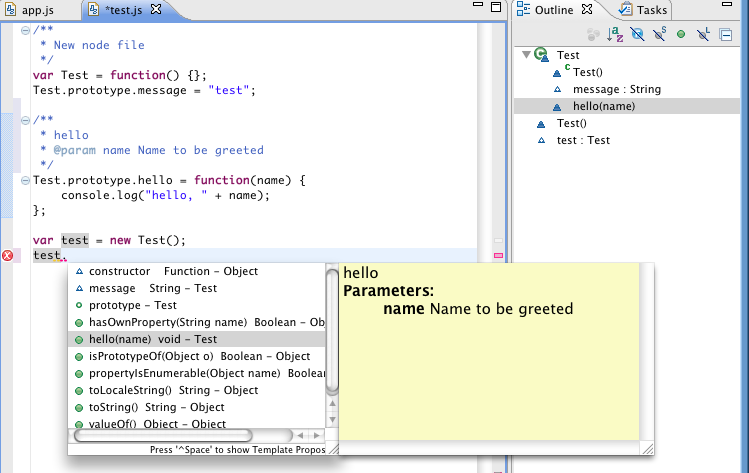 app.js
*test.js
Outline
Tasks
/**
 * New node file
 */
var Test = function() {};
Test.prototype.message = "test";
/**
 * hello
 * @param name Name to be greeted
 */
Test.prototype.hello = function(name) {
    console.log("hello, " + name);
};
var test = new Test();
test.
constructor   Function - Object
message   String - Test
prototype - Test
hasOwnProperty(String name)  Boolean - Ob
hello(name)  void - Test
isPrototypeOf(Object o)  Boolean - Object
propertyIsEnumerable(Object name)  Boolea
toLocaleString()  String - Object
toString()  String - Object
valueOf()  Object - Object
Press '^Space' to show Template Propos
hello
Parameters:
name Name to be greeted
Test
Test()
message : String
hello(name)
Test()
test : Test